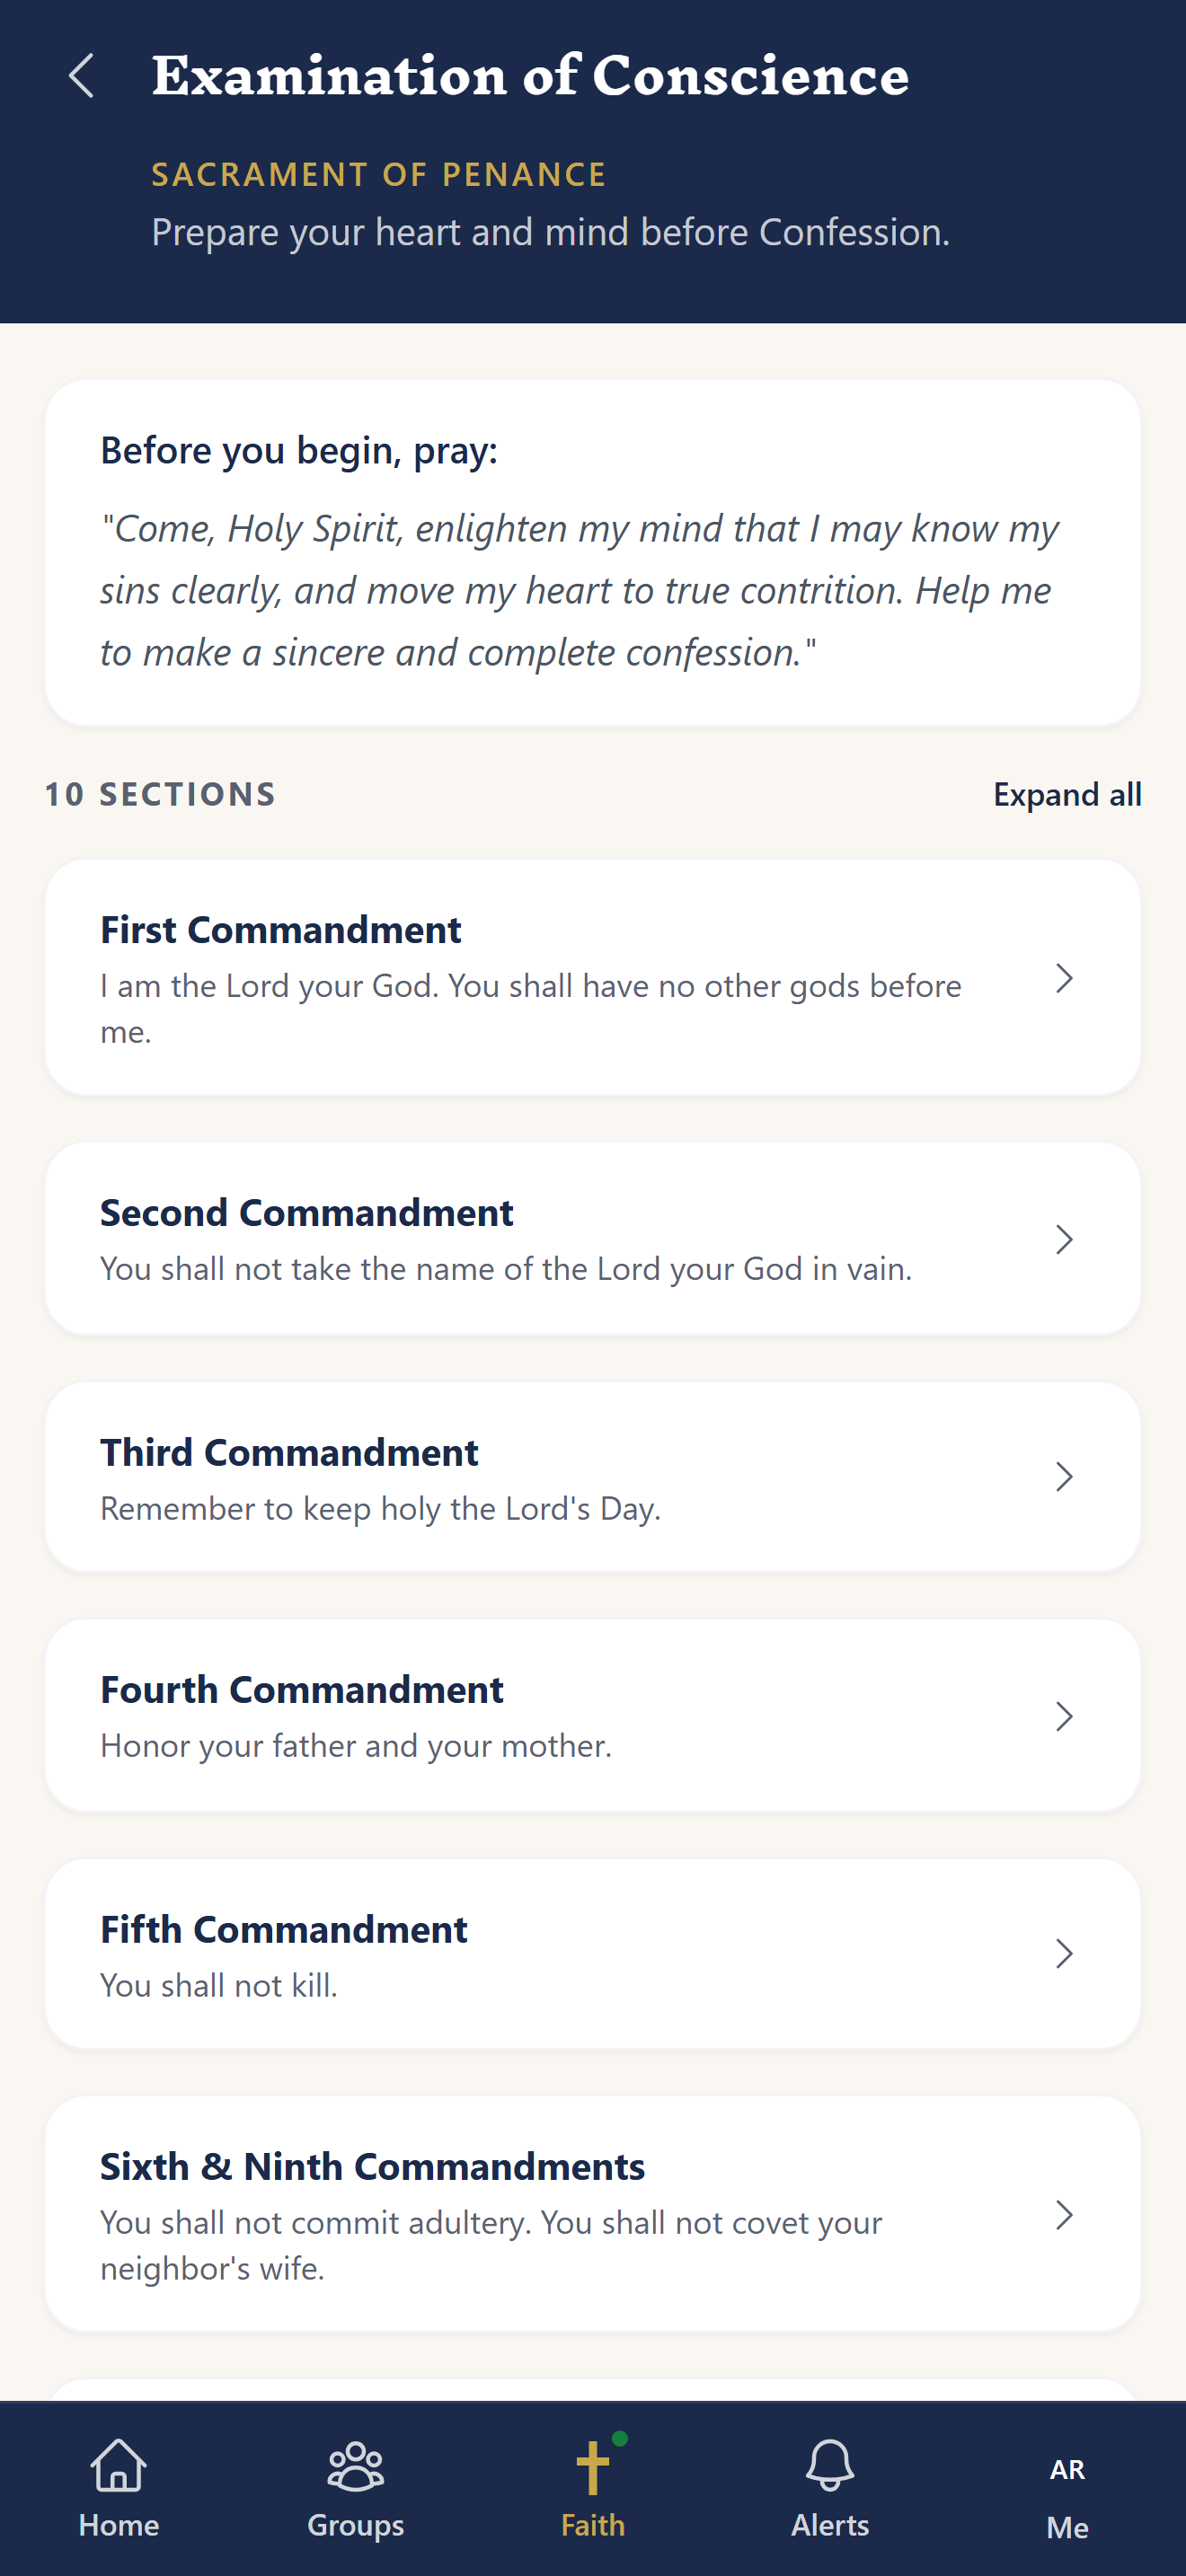 Examination of Conscience
SACRAMENT OF PENANCE
Prepare your heart and mind before Confession.
Before you begin, pray:
"Come, Holy Spirit, enlighten my mind that I may know my
sins clearly, and move my heart to true contrition. Help me
to make a sincere and complete confession."
10 SECTIONS
Expand all
First Commandment
I am the Lord your God. You shall have no other gods before
me.
Second Commandment
You shall not take the name of the Lord your God in vain.
Third Commandment
Remember to keep holy the Lord's Day.
Fourth Commandment
Honor your father and your mother.
Fifth Commandment
You shall not kill.
Sixth & Ninth Commandments
You shall not commit adultery. You shall not covet your
neighbor's wife.
Home
Groups
Faith
Alerts
AR
Me